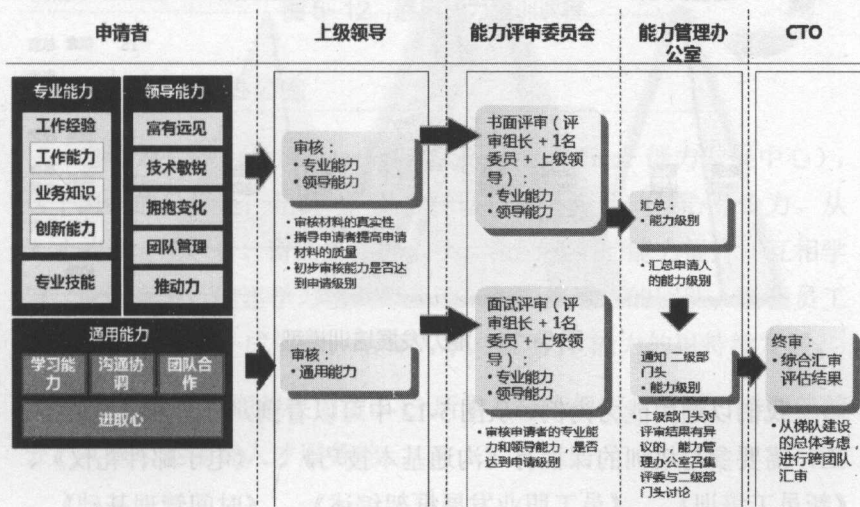 申请者
上级领导
能力评审委员会
能力管理办
公室
CTO
专业能力
工作经验
工作能力
业务知识
创新能力
专业技能
领导能力
富有远见
技术敏锐
拥抱变化
团队管理
推动力
通用能力
学习能
力
沟通协
调
团队合
作
进取心
审核：
·专业能力
·领导能力
·审核材料的真实性
指导申请者提高申请
材料的质量
·初步审核能力是否达
到申请级别
审核：
·通用能力
书面评审（评
审组长＋1名
委员＋上级领
导）：
·专业能力
·领导能力
面试评审（评
审组长＋1名
委员＋上级领
导）：
·专业能力
·领导能力
·审核申请者的专业能
力和领导能力，是否
达到申请级别
汇总：
·能力级别
·汇总申请人
的能力级别
通知 二级部
门头
·能力级别
·二级部门头对
评审结果有异
议的，能力管
理办公室召集
评委与二级部
门头讨论
终审：
·综合汇审
评估结果
·从梯队建设
的总体考虑，
进行跨团队
汇审